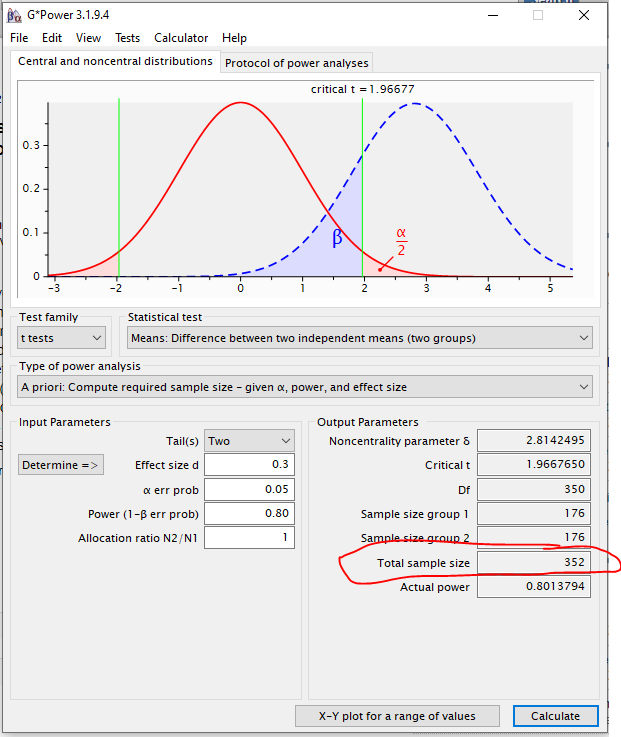 βα G*Power 3.1.9.4
File Edit View Tests Calculator Help
Central and noncentral distributions Protocol of power analyses
critical t = 1.96677
0.3
0.2
0.1
0
β
α
2
-3 -2 -1 0 1 2 3 4 5
Test family Statistical test
t tests Means: Difference between two independent means (two groups)
Type of power analysis
A priori: Compute required sample size - given α, power, and effect size
Input Parameters Output Parameters
Tail(s) Two Noncentrality parameter δ 2.8142495
Determine => Effect size d 0.3 Critical t 1.9667650
α err prob 0.05 Df 350
Power (1-β err prob) 0.80 Sample size group 1 176
Allocation ratio N2/N1 1 Sample size group 2 176
Total sample size 352
Actual power 0.8013794
X-Y plot for a range of values Calculate